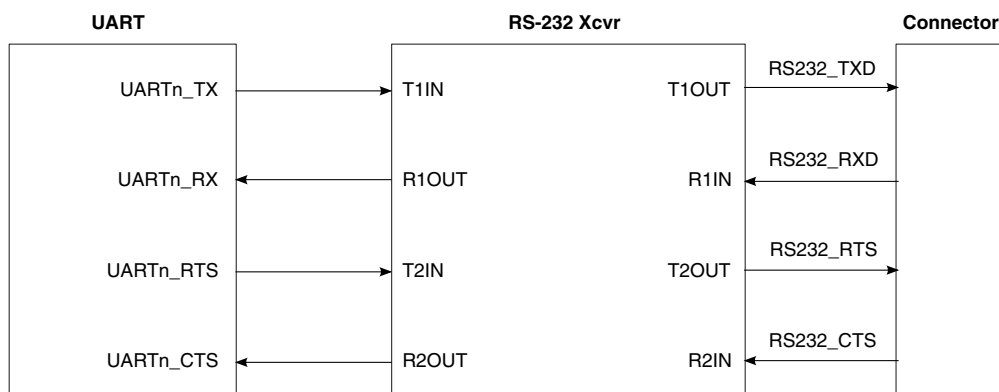 UART RS-232 Xcvr Connector
UARTn_TX T1IN T1OUT RS232_TXD
UARTn_RX R1OUT R1IN RS232_RXD
UARTn_RTS T2IN T2OUT RS232_RTS
UARTn_CTS R2OUT R2IN RS232_CTS